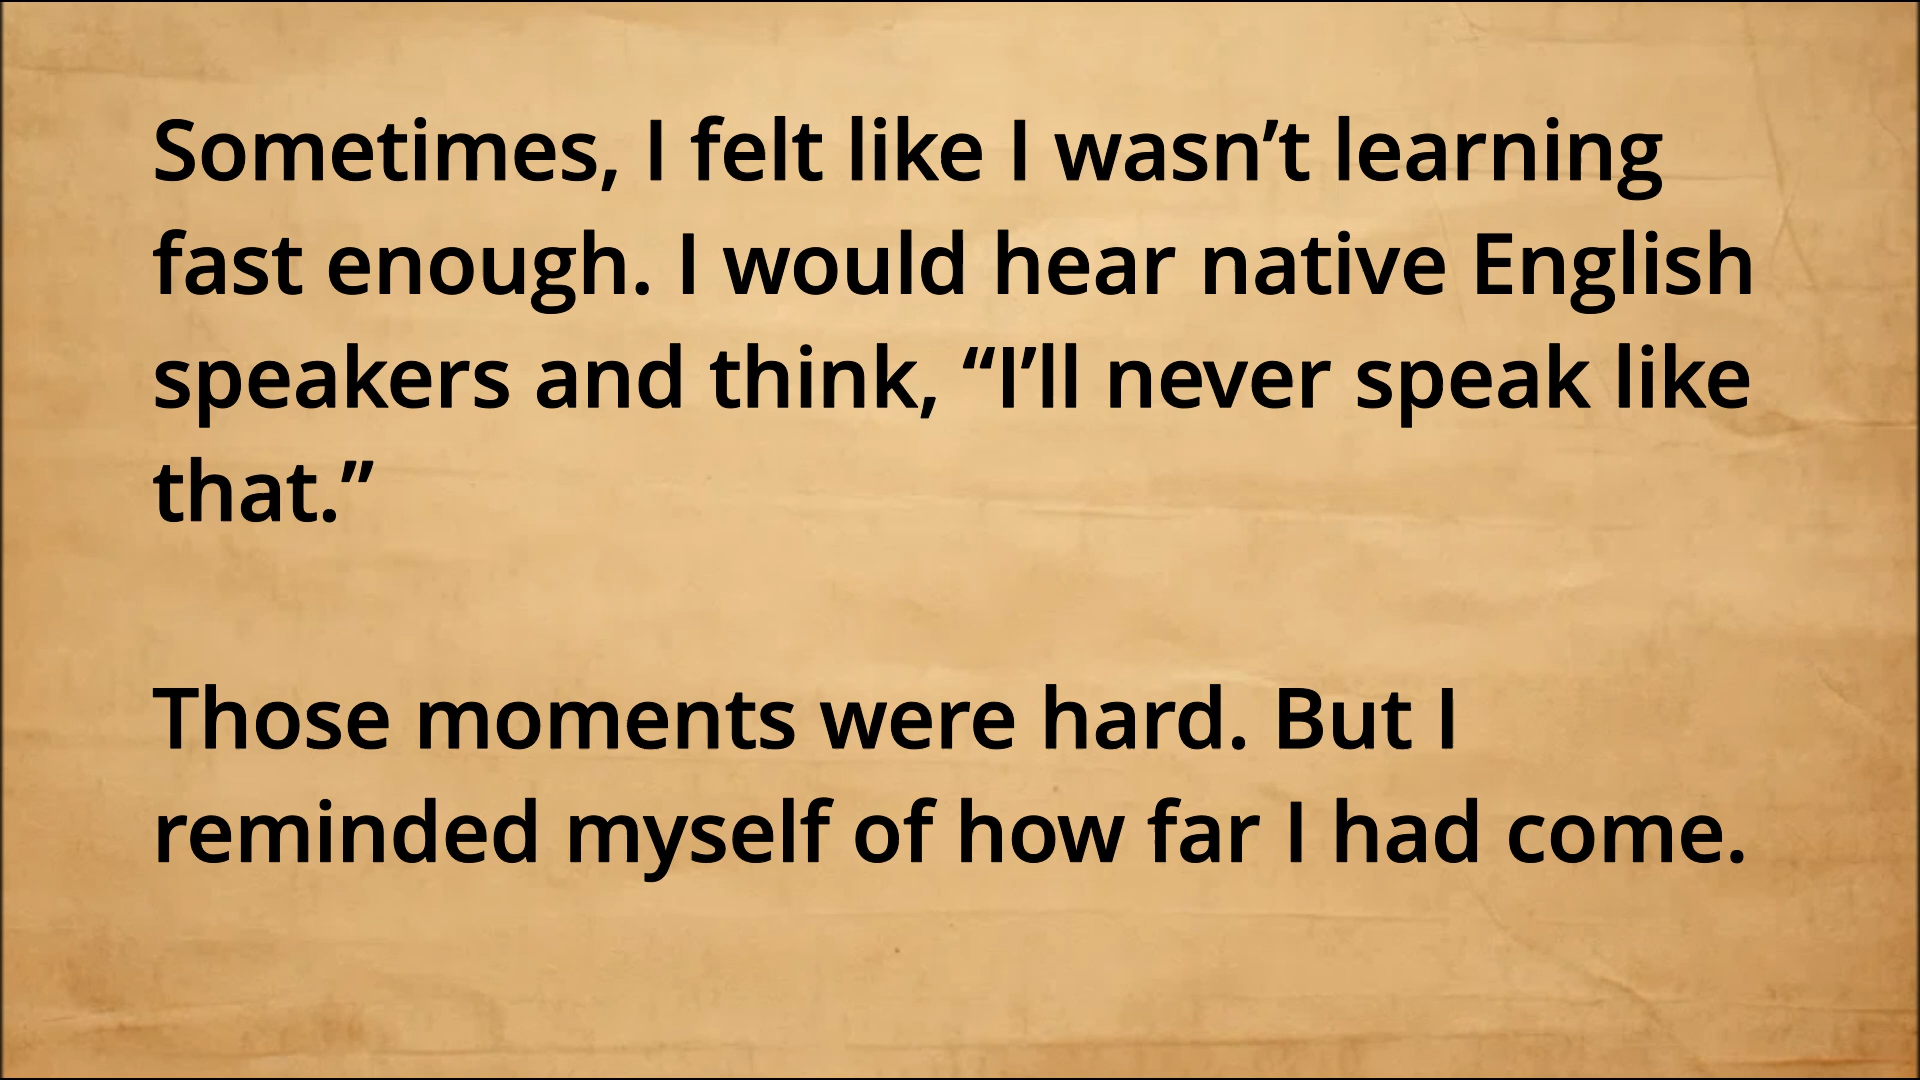 Sometimes, I felt like I wasn’t learning
fast enough. I would hear native English
speakers and think, “I’ll never speak like
that.”
Those moments were hard. But I
reminded myself of how far I had come.